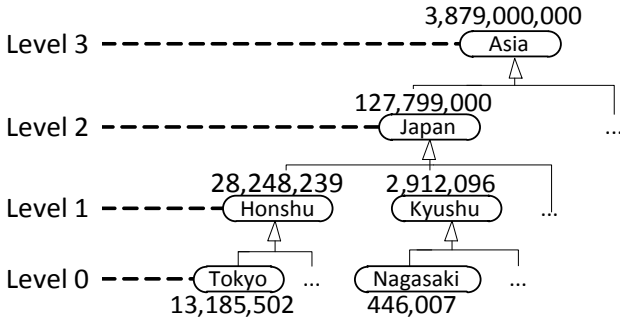 3,879,000,000
Level 3 Asia
127,799,000
Level 2 Japan ...
28,248,239 2,912,096
Level 1 Honshu Kyushu ...
Level 0 Tokyo ... Nagasaki ...
13,185,502 446,007